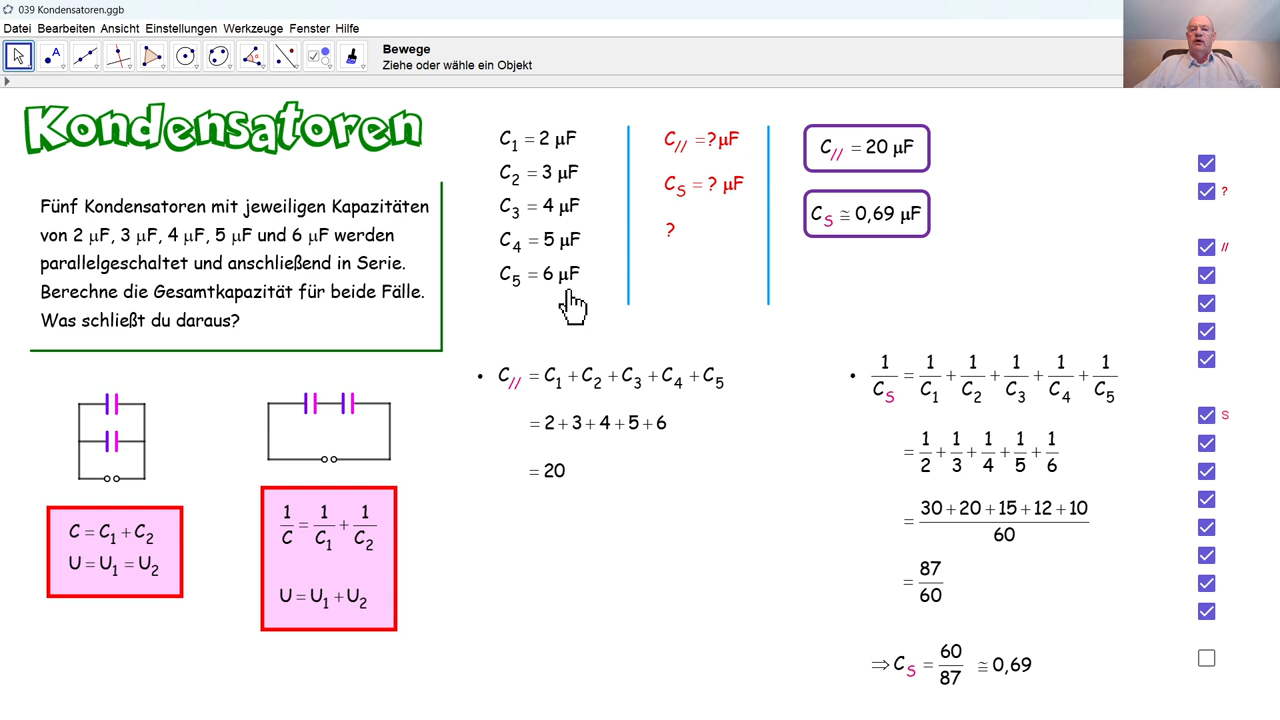 039 Kondensatoren.ggb
Datei Bearbeiten Ansicht Einstellungen Werkzeuge Fenster Hilfe
A
Bewege
Ziehe oder wähle ein Objekt
Kondensatoren
Fünf Kondensatoren mit jeweiligen Kapazitäten
von 2 μF, 3 μF, 4 μF, 5 μF und 6 μF werden
parallelgeschaltet und anschließend in Serie.
Berechne die Gesamtkapazität für beide Fälle.
Was schließt du daraus?
C₁ = 2 μF
C₂ = 3 μF
C₃ = 4 μF
C₄ = 5 μF
C₅ = 6 μF
C// =?μF
C_S = ? μF
?
C// = 20 μF
C_S ≅ 0,69 μF
?
//
S
C = C₁ + C₂
U = U₁ = U₂
1/C = 1/C₁ + 1/C₂
U = U₁ + U₂
• C// = C₁ + C₂ + C₃ + C₄ + C₅
= 2 + 3 + 4 + 5 + 6
= 20
• 1/C_S = 1/C₁ + 1/C₂ + 1/C₃ + 1/C₄ + 1/C₅
= 1/2 + 1/3 + 1/4 + 1/5 + 1/6
= (30 + 20 + 15 + 12 + 10)/60
= 87/60
⇒ C_S = 60/87 ≅ 0,69